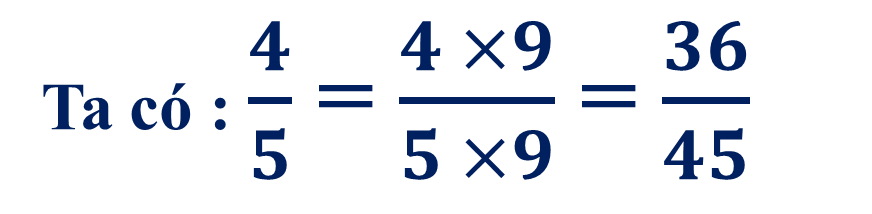 Ta có : 4/5 = 4 ×9/5 ×9 = 36/45